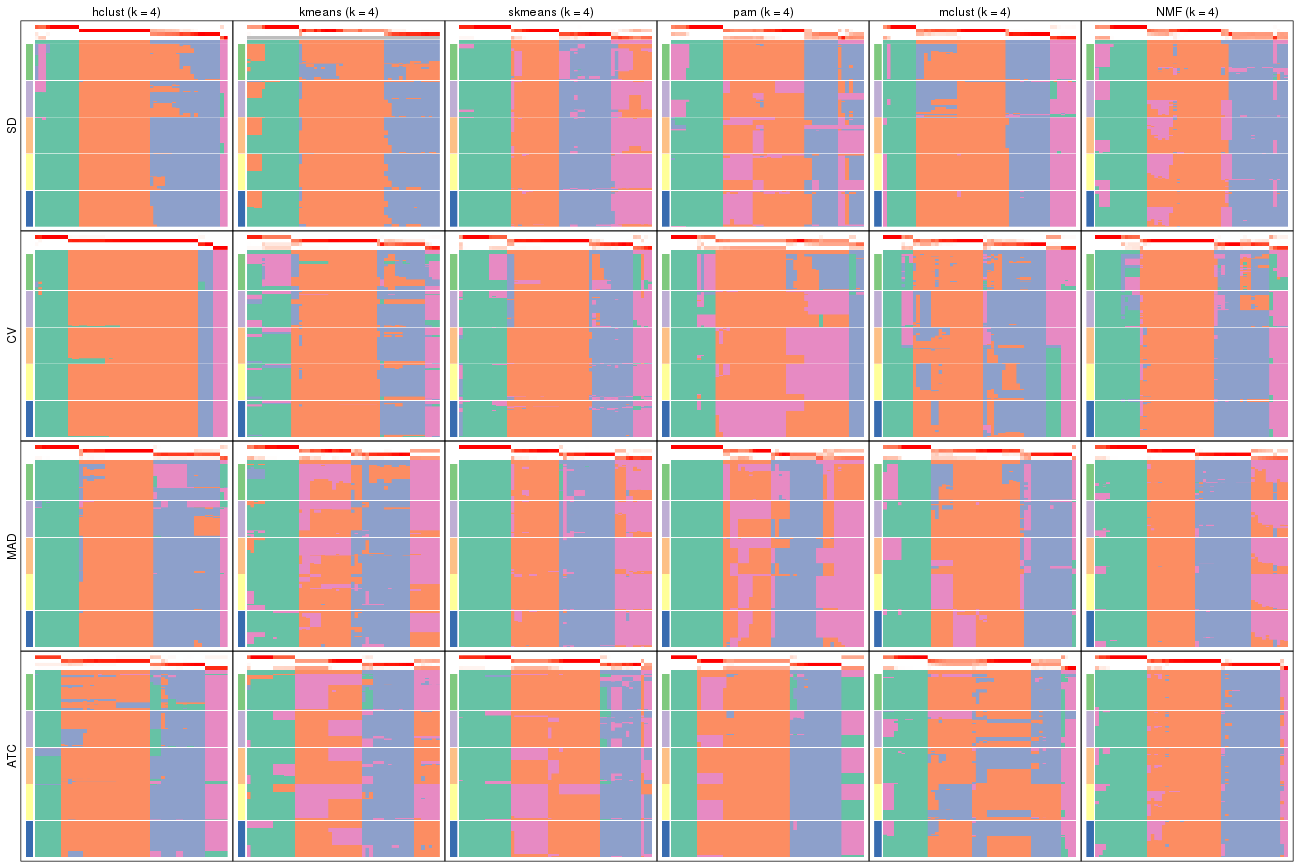 hclust (k = 4) kmeans (k = 4) skmeans (k = 4) pam (k = 4) mclust (k = 4) NMF (k = 4)
SD
CV
MAD
ATC